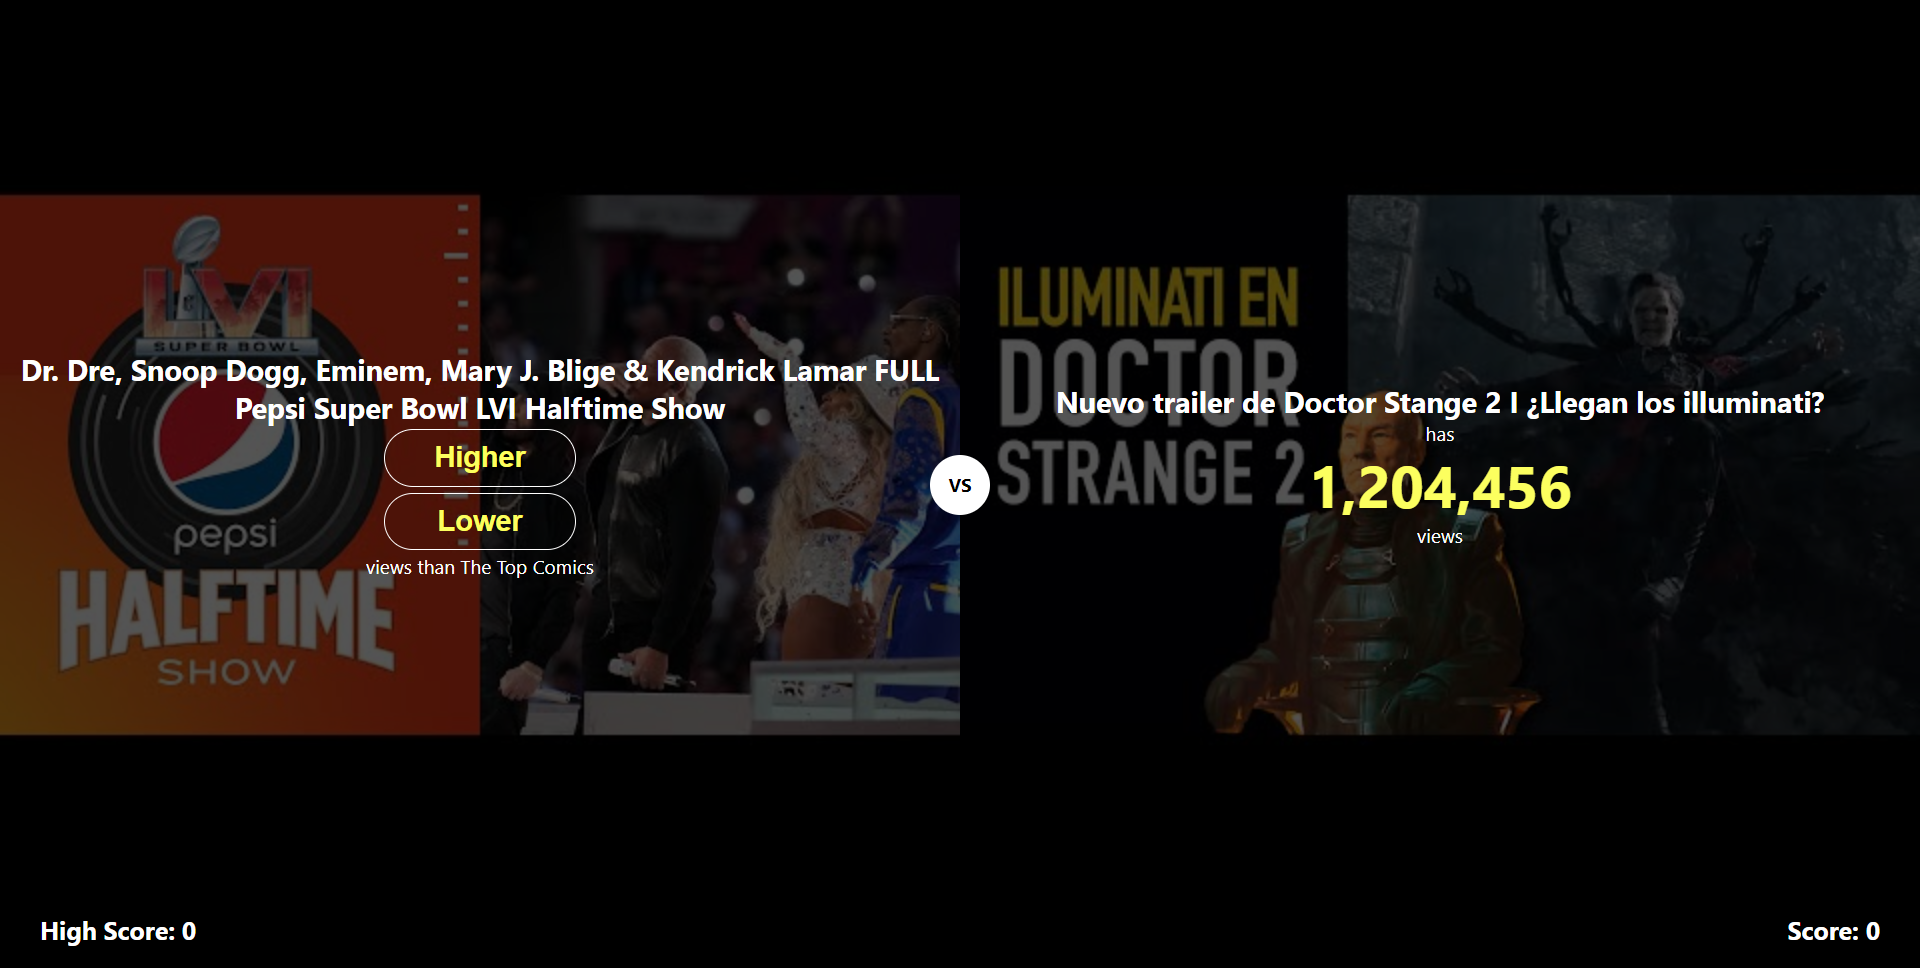 LVI
SUPER BOWL
Dr. Dre, Snoop Dogg, Eminem, Mary J. Blige & Kendrick Lamar FULL
Pepsi Super Bowl LVI Halftime Show
Higher
Lower
views than The Top Comics
pepsi
HALFTIME
SHOW
VS
ILUMINATI EN
DOCTOR
STRANGE 2
Nuevo trailer de Doctor Stange 2 I ¿Llegan los illuminati?
has
1,204,456
views
High Score: 0
Score: 0